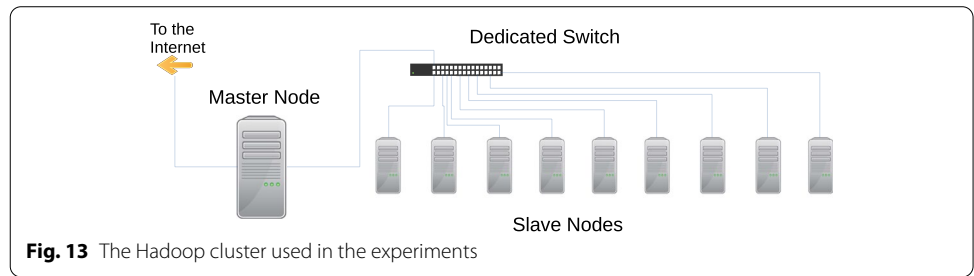 To the
Internet
Dedicated Switch
Master Node
Slave Nodes
Fig. 13 The Hadoop cluster used in the experiments